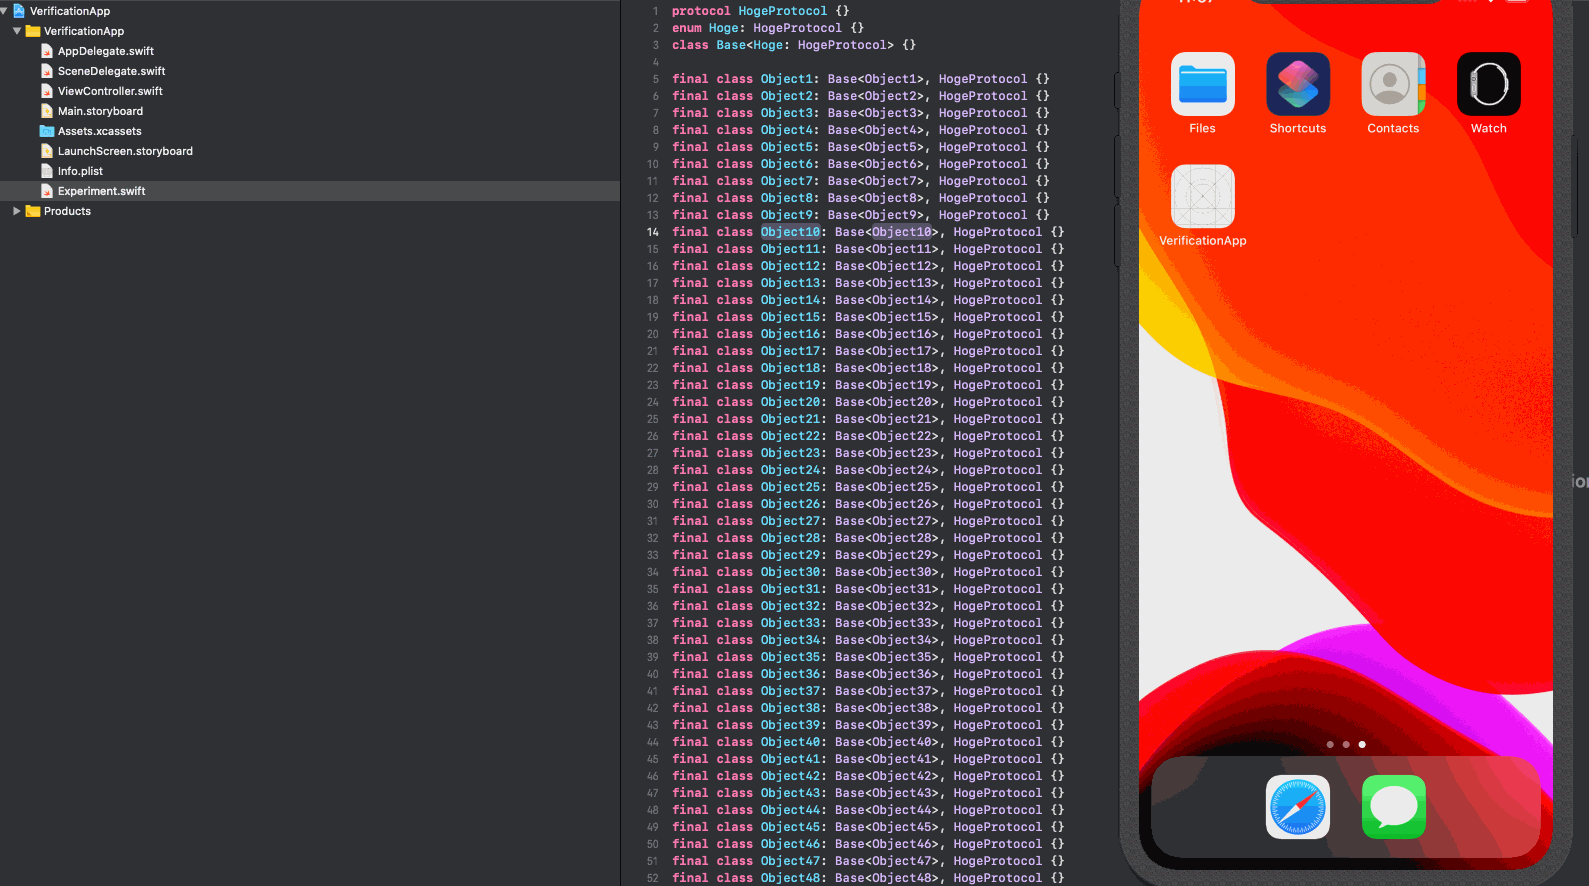 VerificationApp
VerificationApp
AppDelegate.swift
SceneDelegate.swift
ViewController.swift
Main.storyboard
Assets.xcassets
LaunchScreen.storyboard
Info.plist
Experiment.swift
Products
1 protocol HogeProtocol {}
2 enum Hoge: HogeProtocol {}
3 class Base<Hoge: HogeProtocol> {}
4
5 final class Object1: Base<Object1>, HogeProtocol {}
6 final class Object2: Base<Object2>, HogeProtocol {}
7 final class Object3: Base<Object3>, HogeProtocol {}
8 final class Object4: Base<Object4>, HogeProtocol {}
9 final class Object5: Base<Object5>, HogeProtocol {}
10 final class Object6: Base<Object6>, HogeProtocol {}
11 final class Object7: Base<Object7>, HogeProtocol {}
12 final class Object8: Base<Object8>, HogeProtocol {}
13 final class Object9: Base<Object9>, HogeProtocol {}
14 final class Object10: Base<Object10>, HogeProtocol {}
15 final class Object11: Base<Object11>, HogeProtocol {}
16 final class Object12: Base<Object12>, HogeProtocol {}
17 final class Object13: Base<Object13>, HogeProtocol {}
18 final class Object14: Base<Object14>, HogeProtocol {}
19 final class Object15: Base<Object15>, HogeProtocol {}
20 final class Object16: Base<Object16>, HogeProtocol {}
21 final class Object17: Base<Object17>, HogeProtocol {}
22 final class Object18: Base<Object18>, HogeProtocol {}
23 final class Object19: Base<Object19>, HogeProtocol {}
24 final class Object20: Base<Object20>, HogeProtocol {}
25 final class Object21: Base<Object21>, HogeProtocol {}
26 final class Object22: Base<Object22>, HogeProtocol {}
27 final class Object23: Base<Object23>, HogeProtocol {}
28 final class Object24: Base<Object24>, HogeProtocol {}
29 final class Object25: Base<Object25>, HogeProtocol {}
30 final class Object26: Base<Object26>, HogeProtocol {}
31 final class Object27: Base<Object27>, HogeProtocol {}
32 final class Object28: Base<Object28>, HogeProtocol {}
33 final class Object29: Base<Object29>, HogeProtocol {}
34 final class Object30: Base<Object30>, HogeProtocol {}
35 final class Object31: Base<Object31>, HogeProtocol {}
36 final class Object32: Base<Object32>, HogeProtocol {}
37 final class Object33: Base<Object33>, HogeProtocol {}
38 final class Object34: Base<Object34>, HogeProtocol {}
39 final class Object35: Base<Object35>, HogeProtocol {}
40 final class Object36: Base<Object36>, HogeProtocol {}
41 final class Object37: Base<Object37>, HogeProtocol {}
42 final class Object38: Base<Object38>, HogeProtocol {}
43 final class Object39: Base<Object39>, HogeProtocol {}
44 final class Object40: Base<Object40>, HogeProtocol {}
45 final class Object41: Base<Object41>, HogeProtocol {}
46 final class Object42: Base<Object42>, HogeProtocol {}
47 final class Object43: Base<Object43>, HogeProtocol {}
48 final class Object44: Base<Object44>, HogeProtocol {}
49 final class Object45: Base<Object45>, HogeProtocol {}
50 final class Object46: Base<Object46>, HogeProtocol {}
51 final class Object47: Base<Object47>, HogeProtocol {}
52 final class Object48: Base<Object48>, HogeProtocol {}
Files
Shortcuts
Contacts
Watch
VerificationApp